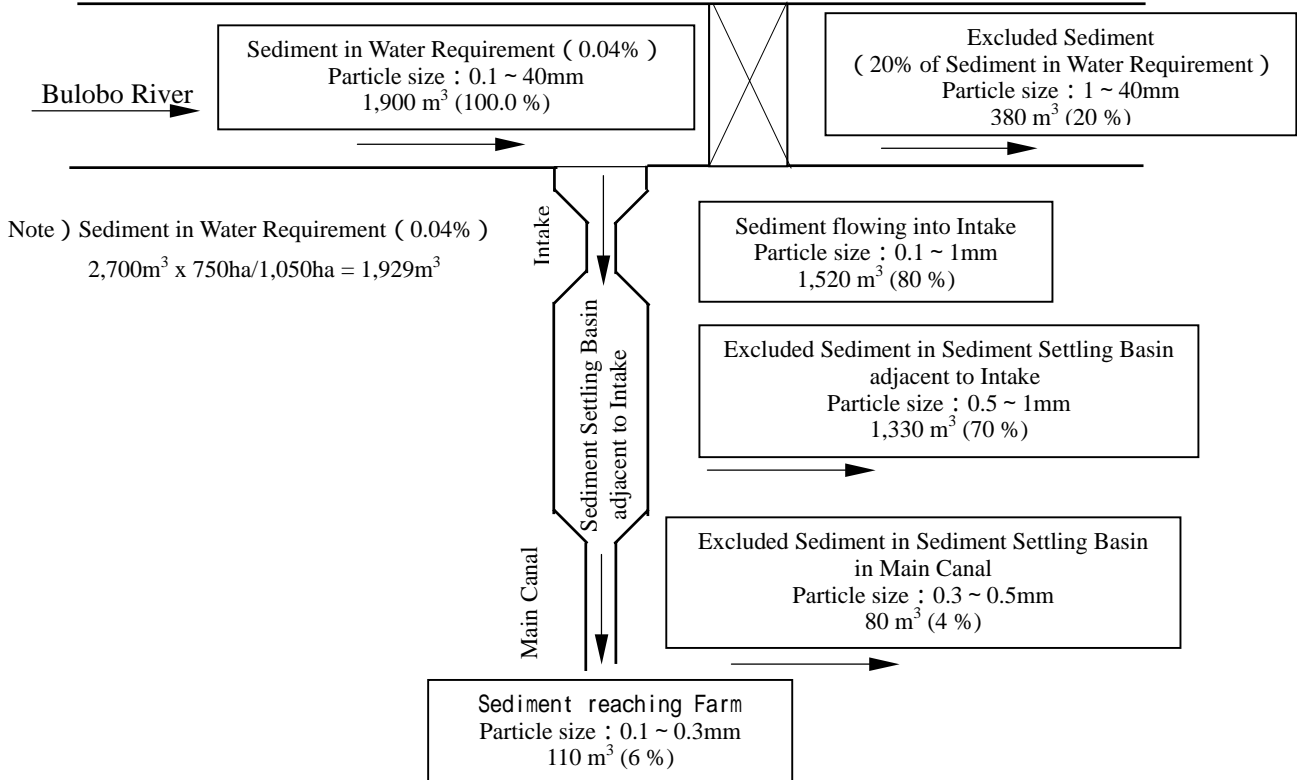 Sediment in Water Requirement ( 0.04% )
Particle size : 0.1 ~ 40mm
1,900 m³ (100.0 %)
Excluded Sediment
( 20% of Sediment in Water Requirement )
Particle size : 1 ~ 40mm
380 m³ (20 %)
Bulobo River
Note ) Sediment in Water Requirement ( 0.04% )
2,700m³ x 750ha/1,050ha = 1,929m³
Intake
Sediment flowing into Intake
Particle size : 0.1 ~ 1mm
1,520 m³ (80 %)
Sediment Settling Basin
adjacent to Intake
Excluded Sediment in Sediment Settling Basin
adjacent to Intake
Particle size : 0.5 ~ 1mm
1,330 m³ (70 %)
Main Canal
Excluded Sediment in Sediment Settling Basin
in Main Canal
Particle size : 0.3 ~ 0.5mm
80 m³ (4 %)
Sediment reaching Farm
Particle size : 0.1 ~ 0.3mm
110 m³ (6 %)